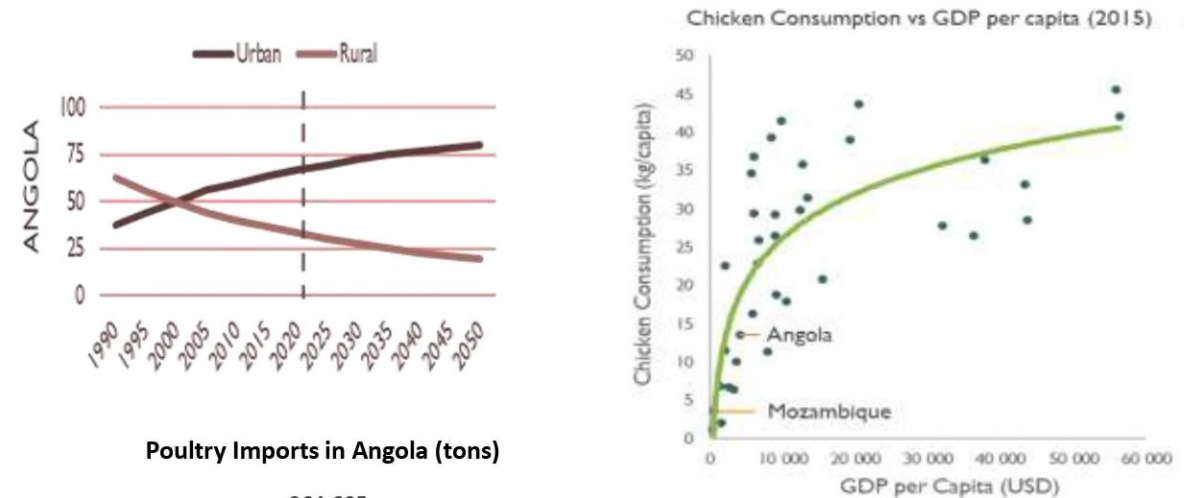 Urban Rural
100
75
50
25
0
ANGOLA
1990 1995 2000 2005 2010 2015 2020 2025 2030 2035 2040 2045 2050
Poultry Imports in Angola (tons)
Chicken Consumption vs GDP per capita (2015)
50
45
40
35
30
25
20
15
10
5
0
Chicken Consumption (kg/capita)
Angola
Mozambique
0 10 000 20 000 30 000 40 000 50 000 60 000
GDP per Capita (USD)